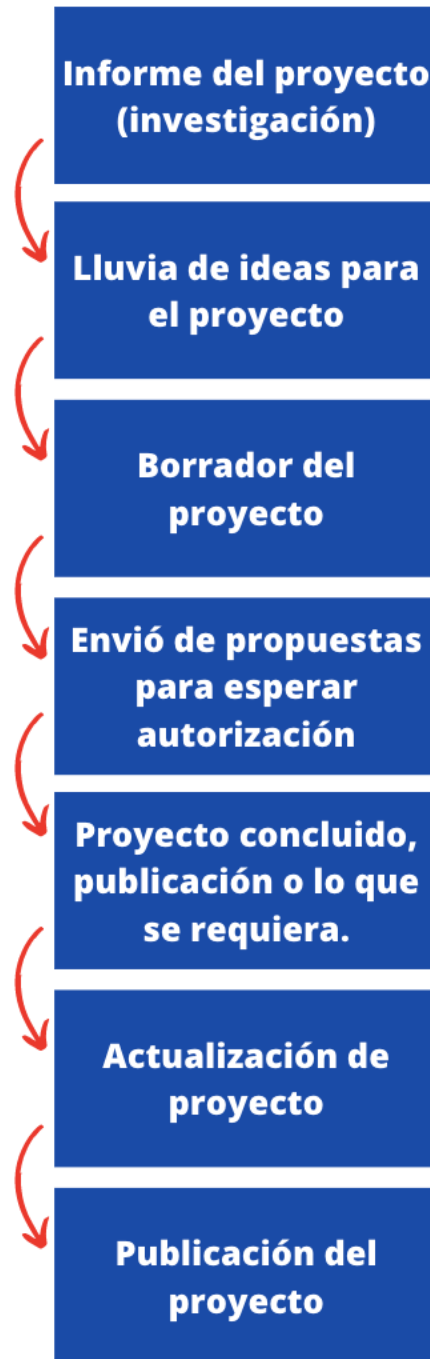 Informe del proyecto
(investigación)
Lluvia de ideas para
el proyecto
Borrador del
proyecto
Envió de propuestas
para esperar
autorización
Proyecto concluido,
publicación o lo que
se requiera.
Actualización de
proyecto
Publicación del
proyecto